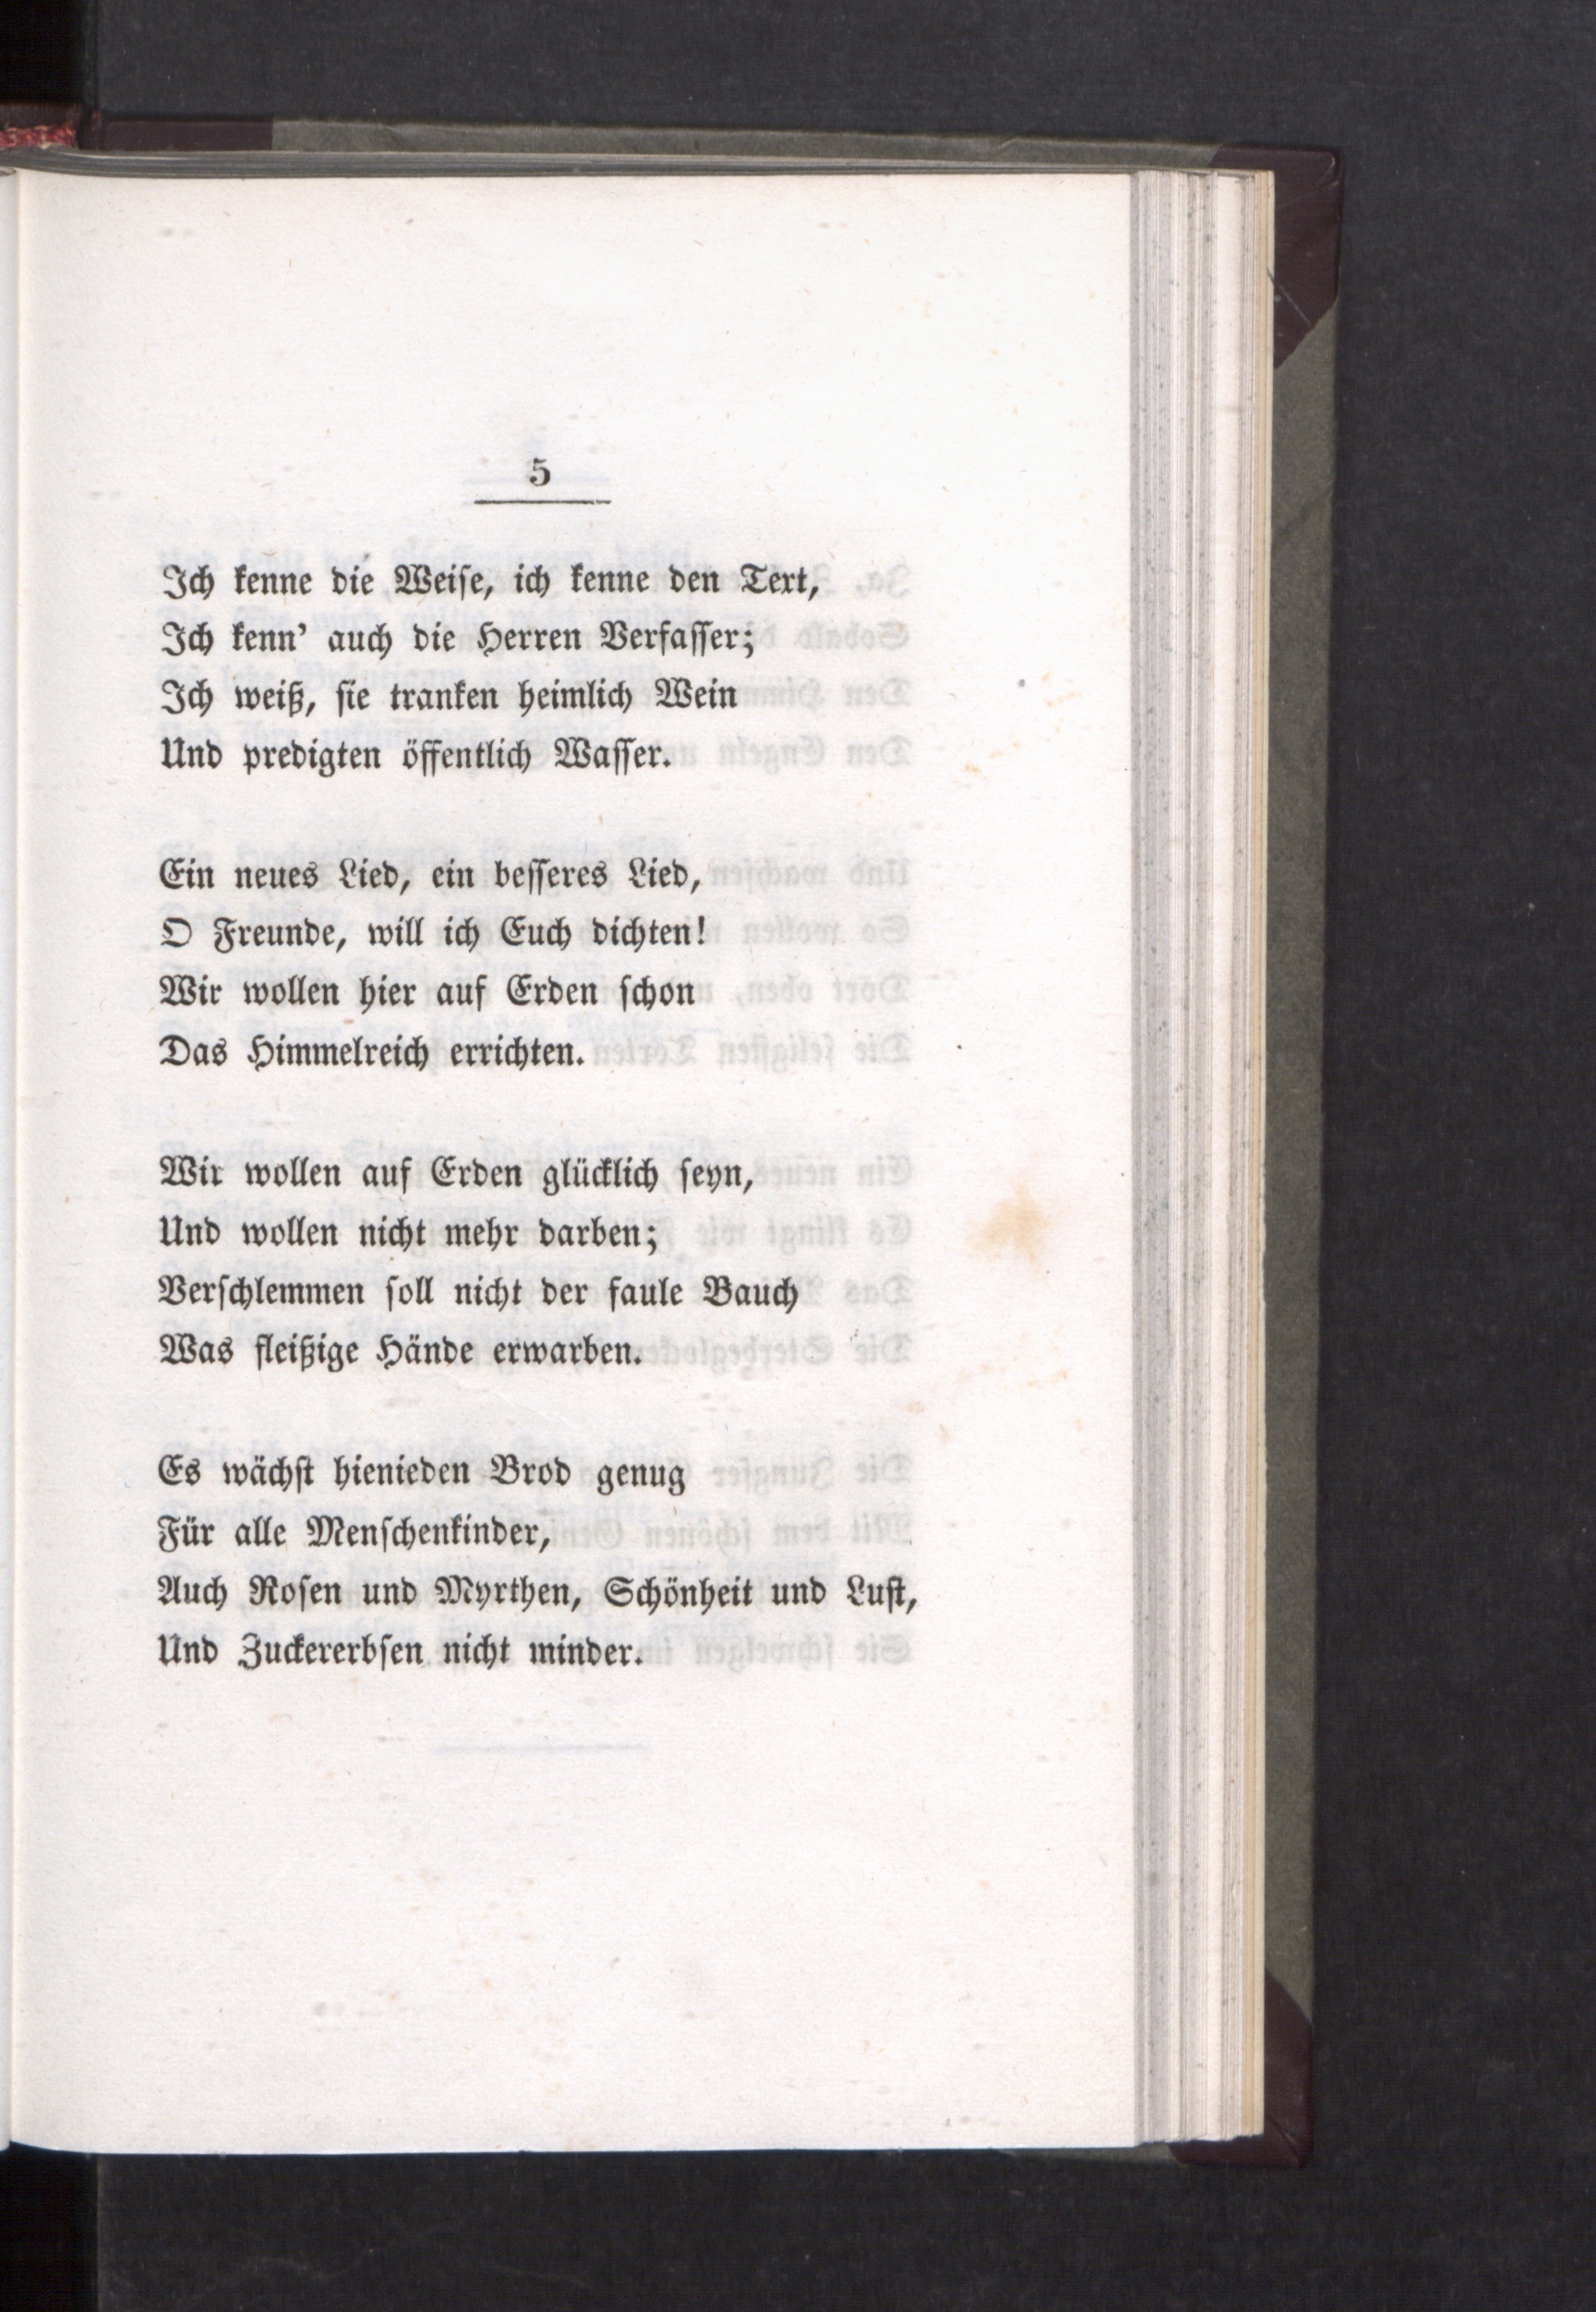 5
Ich kenne die Weiſe, ich kenne den Text,
Ich kenn’ auch die Herren Verfaſſer;
Ich weiß, ſie tranken heimlich Wein
Und predigten öffentlich Waſſer.
Ein neues Lied, ein beſſeres Lied,
O Freunde, will ich Euch dichten!
Wir wollen hier auf Erden ſchon
Das Himmelreich errichten.
Wir wollen auf Erden glücklich ſeyn,
Und wollen nicht mehr darben;
Verſchlemmen ſoll nicht der faule Bauch
Was fleißige Hände erwarben.
Es wächſt hienieden Brod genug
Für alle Menſchenkinder,
Auch Roſen und Myrthen, Schönheit und Luſt,
Und Zuckererbſen nicht minder.